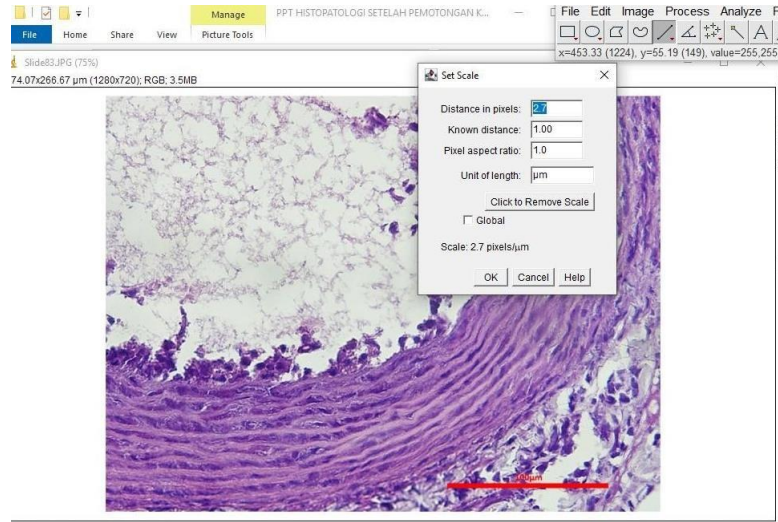 Manage
PPT HISTOPATOLOGI SETELAH PEMOTONGAN K...
File Home Share View Picture Tools
File Edit Image Process Analyze
x=453.33 (1224), y=55.19 (149), value=255,255
Slide83.JPG (75%)
74.07x266.67 µm (1280x720); RGB; 3.5MB
Set Scale
Distance in pixels: 2.7
Known distance: 1.00
Pixel aspect ratio: 1.0
Unit of length: µm
Click to Remove Scale
Global
Scale: 2.7 pixels/µm
OK Cancel Help
100µm